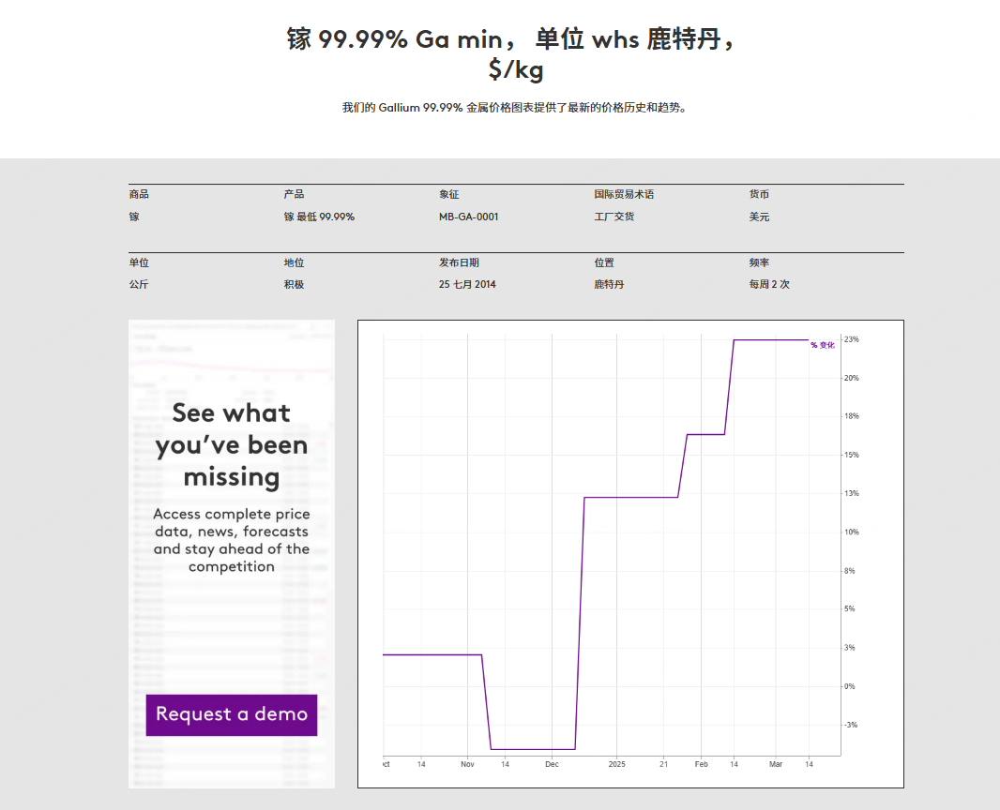 镓 99.99% Ga min， 单位 whs 鹿特丹，
$/kg
我们的 Gallium 99.99% 金属价格图表提供了最新的价格历史和趋势。
商品 产品 象征 国际贸易术语 货币
镓 镓 最低 99.99% MB-GA-0001 工厂交货 美元
单位 地位 发布日期 位置 频率
公斤 积极 25 七月 2014 鹿特丹 每周 2 次
See what
you’ve been
missing
Access complete price
data, news, forecasts
and stay ahead of the
competition
Request a demo
% 变化
23%
20%
18%
15%
13%
10%
8%
5%
3%
0%
-3%
14 Nov 14 Dec 2025 21 Feb 14 Mar 14